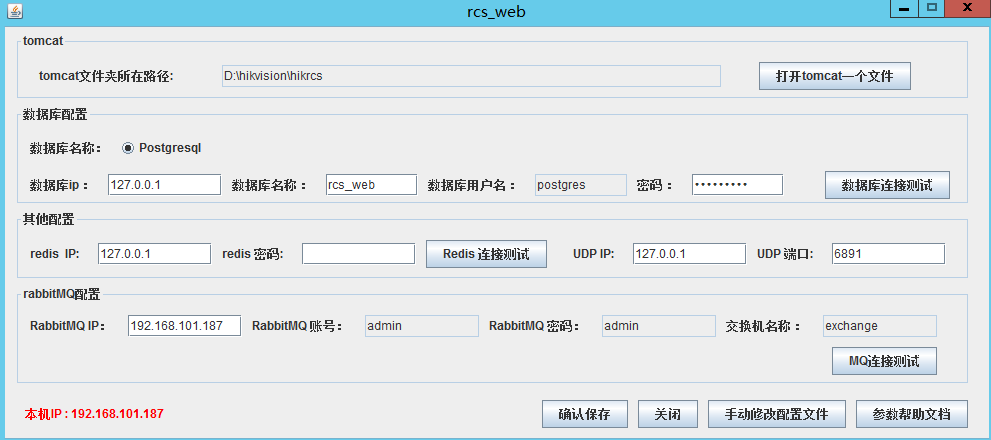 rcs_web
tomcat
tomcat文件夹所在路径: D:\hikvision\hikrcs 打开tomcat一个文件
数据库配置
数据库名称： Postgresql
数据库ip： 127.0.0.1 数据库名称： rcs_web 数据库用户名： postgres 密码： ••••••••• 数据库连接测试
其他配置
redis IP: 127.0.0.1 redis 密码: Redis 连接测试 UDP IP: 127.0.0.1 UDP 端口: 6891
rabbitMQ配置
RabbitMQ IP： 192.168.101.187 RabbitMQ 账号： admin RabbitMQ 密码： admin 交换机名称： exchange
MQ连接测试
本机IP : 192.168.101.187 确认保存 关闭 手动修改配置文件 参数帮助文档